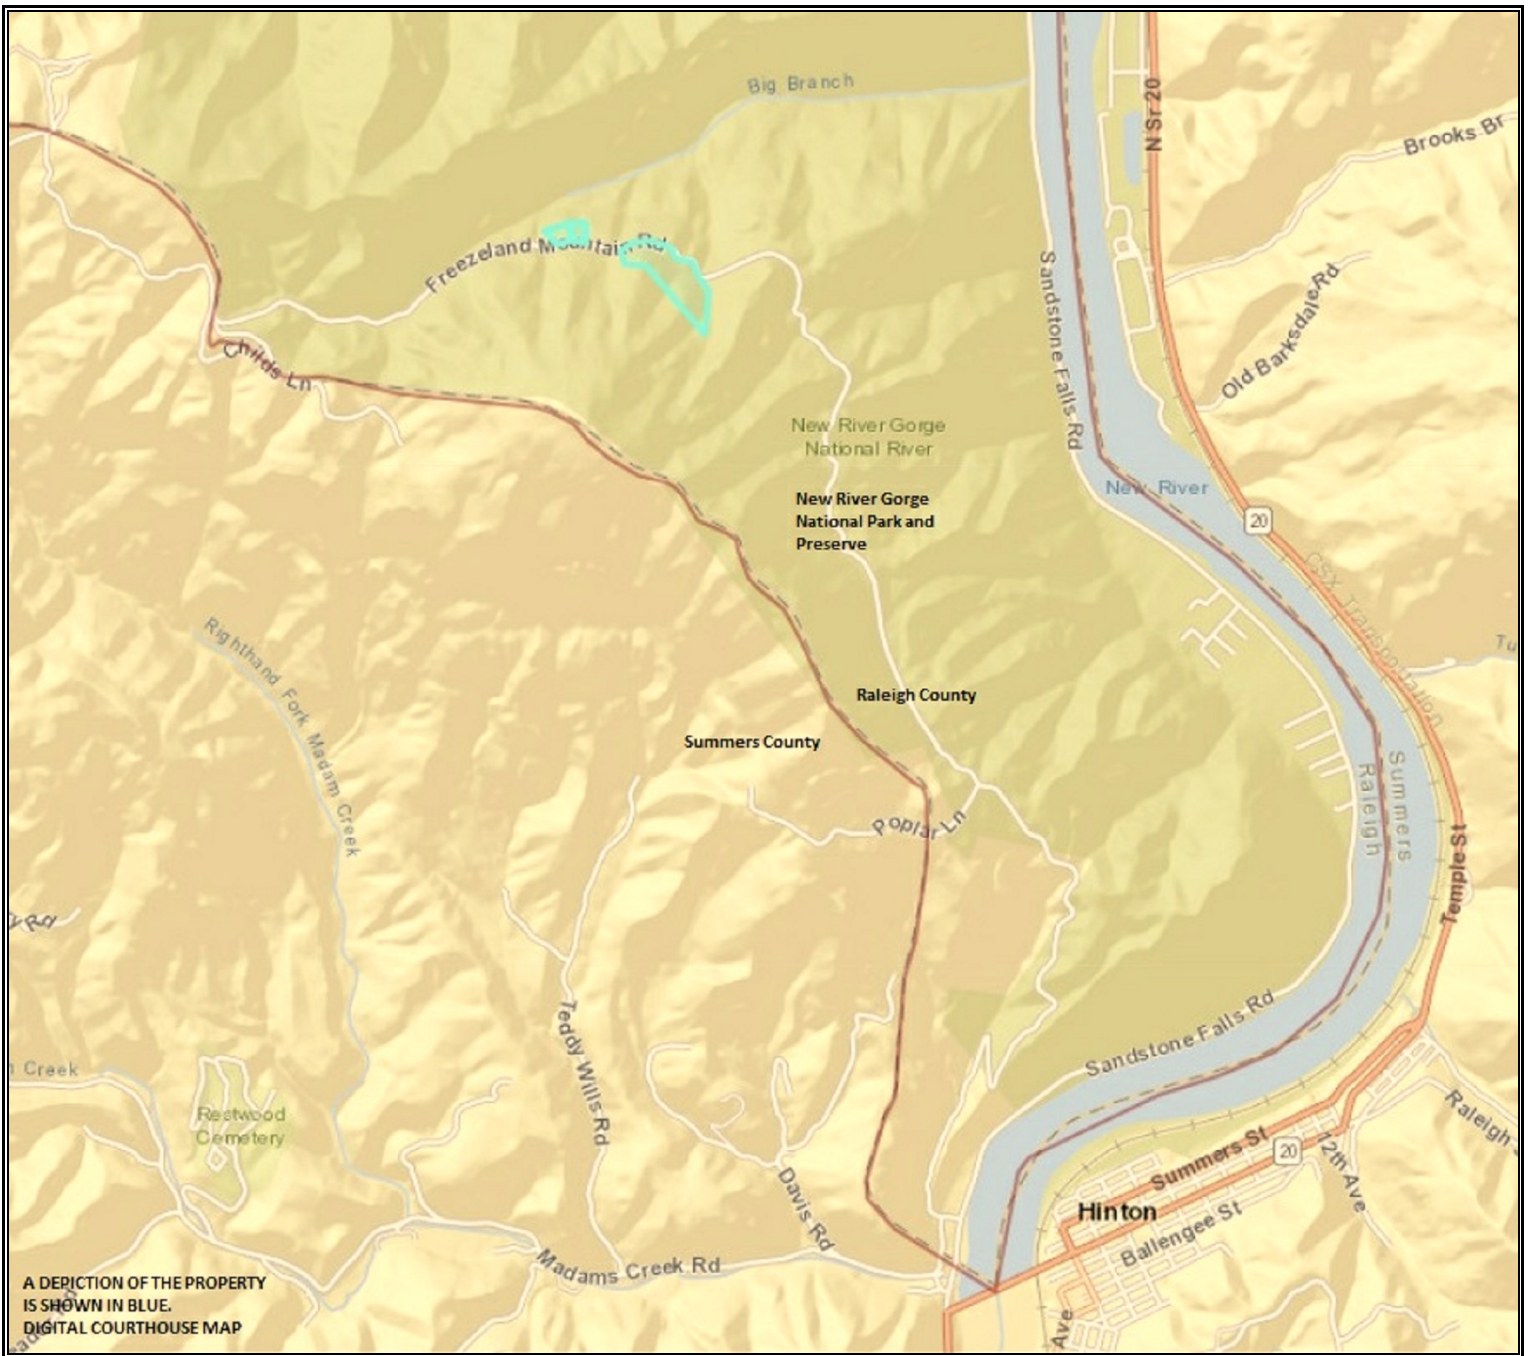 Big Branch
N Sr 20
Brooks Br
Freezeland Mountain Rd
Sandstone Falls Rd
Old Barksdale Rd
Childs Ln
New River Gorge
National River
New River
New River Gorge
National Park and
Preserve
20
CSX Transportation
Tu
Righthand Fork Madam Creek
Raleigh County
Summers County
Summers
Raleigh
Poplar Ln
Temple St
Rd
Teddy Wills Rd
Sandstone Falls Rd
Creek
Restwood
Cemetery
Raleigh
Summers St
20
12th Ave
Davis Rd
Hinton
Ballengee St
Madams Creek Rd
A DEPICTION OF THE PROPERTY
IS SHOWN IN BLUE.
DIGITAL COURTHOUSE MAP
Ave